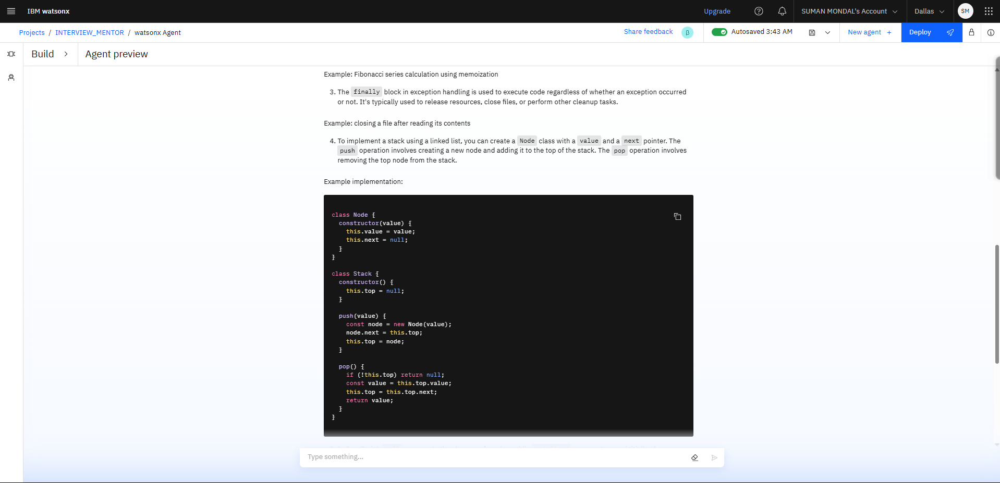 IBM watsonx
Upgrade
SUMAN MONDAL's Account
Dallas
SM
Projects / INTERVIEW_MENTOR / watsonx Agent
Share feedback
β
Autosaved 3:43 AM
New agent +
Deploy
Build
Agent preview
Example: Fibonacci series calculation using memoization
3. The finally block in exception handling is used to execute code regardless of whether an exception occurred
or not. It's typically used to release resources, close files, or perform other cleanup tasks.
Example: closing a file after reading its contents
4. To implement a stack using a linked list, you can create a Node class with a value and a next pointer. The
push operation involves creating a new node and adding it to the top of the stack. The pop operation involves
removing the top node from the stack.
Example implementation:
class Node {
  constructor(value) {
    this.value = value;
    this.next = null;
  }
}
class Stack {
  constructor() {
    this.top = null;
  }
  push(value) {
    const node = new Node(value);
    node.next = this.top;
    this.top = node;
  }
  pop() {
    if (!this.top) return null;
    const value = this.top.value;
    this.top = this.top.next;
    return value;
  }
}
Type something...